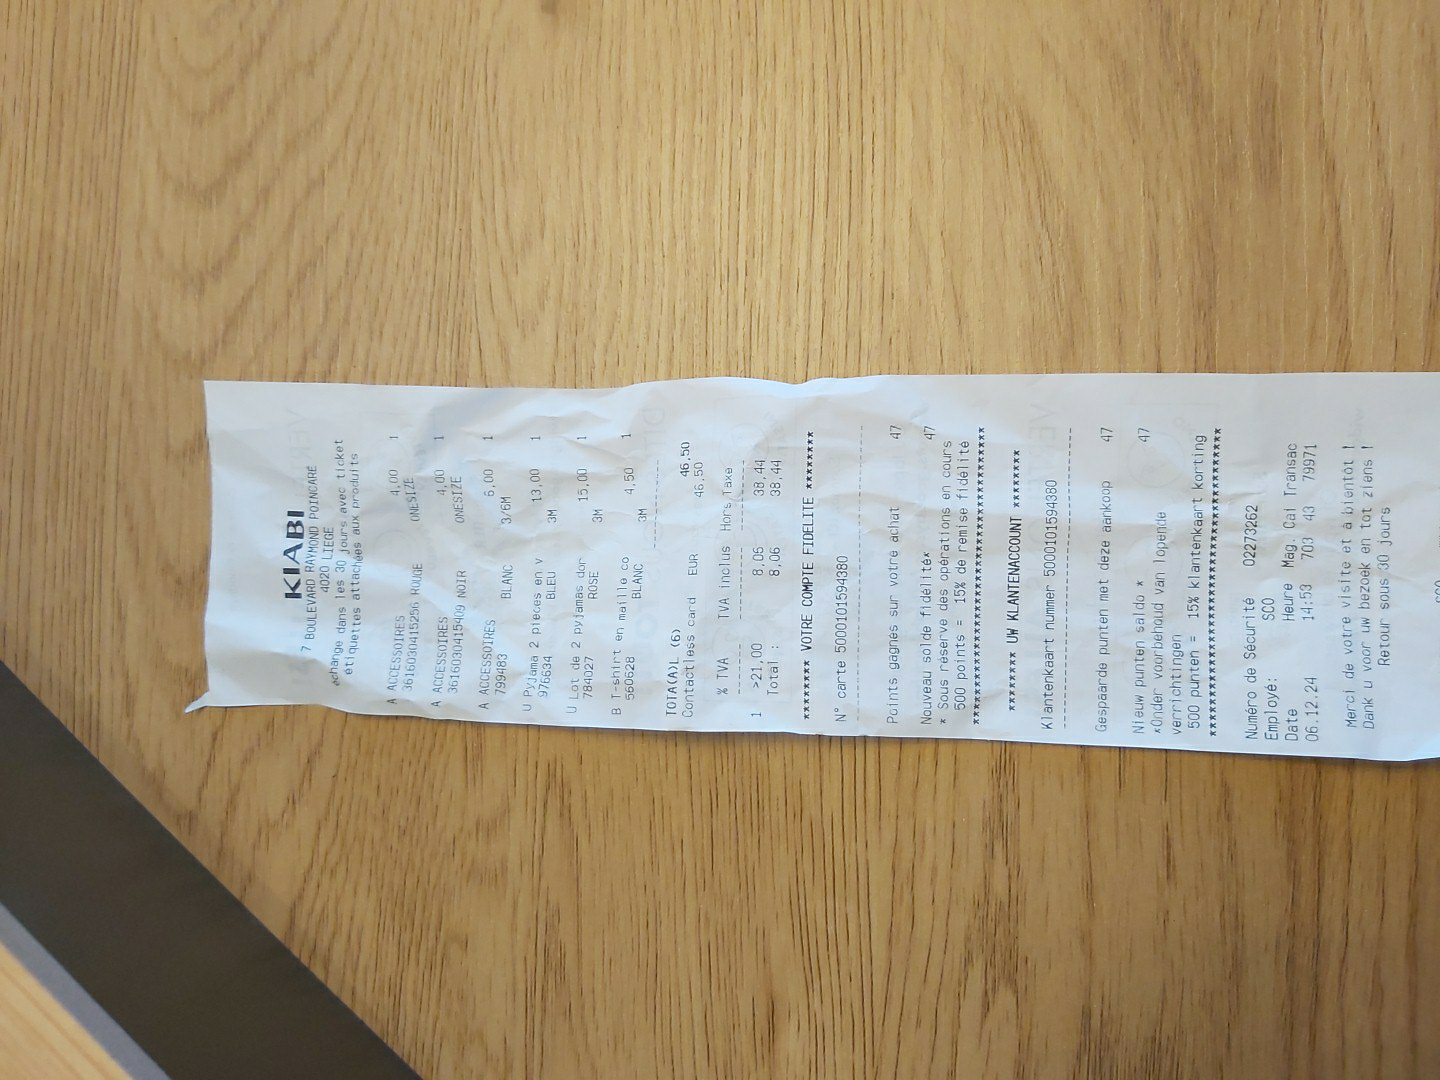 KIABI
7 BOULEVARD RAYMOND POINCARE
4020 LIEGE
échange dans les 30 jours avec ticket
étiquettes attachées aux produits
A ACCESSOIRES 4,00 1
3616030415256 ROUGE ONESIZE
A ACCESSOIRES 4,00 1
3616030415409 NOIR ONESIZE
A ACCESSOIRES 6,00 1
799483 BLANC 3/6M
U Pyjama 2 pieces en v 13,00 1
976634 BLEU 3M
U Lot de 2 pyjamas dor 15,00 1
784027 ROSE 3M
B T-shirt en maille co 4,50 1
560628 BLANC 3M
TOTA(A)L (6) 46,50
Contactless card EUR 46,50
% TVA TVA inclus Hors Taxe
1 >21,00 8,05 38,44
Total : 8,06 38,44
******** VOTRE COMPTE FIDELITE ********
N° carte 5000101594380
Points gagnés sur votre achat 47
Nouveau solde fidélité* 47
* Sous réserve des opérations en cours
500 points = 15% de remise fidélité
******** UW KLANTENACCOUNT ********
Klantenkaart nummer 5000101594380
Gespaarde punten met deze aankoop 47
Nieuw punten saldo * 47
*Onder voorbehoud van lopende
verrichtingen
500 punten = 15% klantenkaart korting
Numéro de Sécurité 02273262
Employé: SCO
Date Heure Mag. Cal Transac
06.12.24 14:53 703 43 79971
Merci de votre visite et à bientôt !
Dank u voor uw bezoek en tot ziens !
Retour sous 30 jours